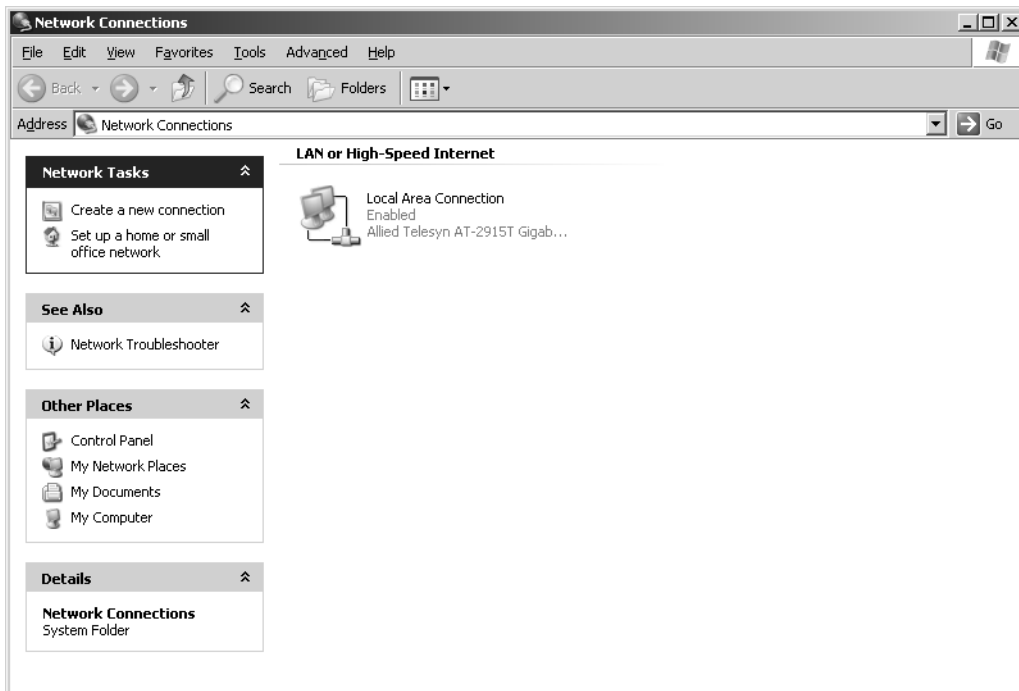 Network Connections
File Edit View Favorites Tools Advanced Help
Back Search Folders
Address Network Connections Go
Network Tasks
Create a new connection
Set up a home or small
office network
See Also
Network Troubleshooter
Other Places
Control Panel
My Network Places
My Documents
My Computer
Details
Network Connections
System Folder
LAN or High-Speed Internet
Local Area Connection
Enabled
Allied Telesyn AT-2915T Gigab...